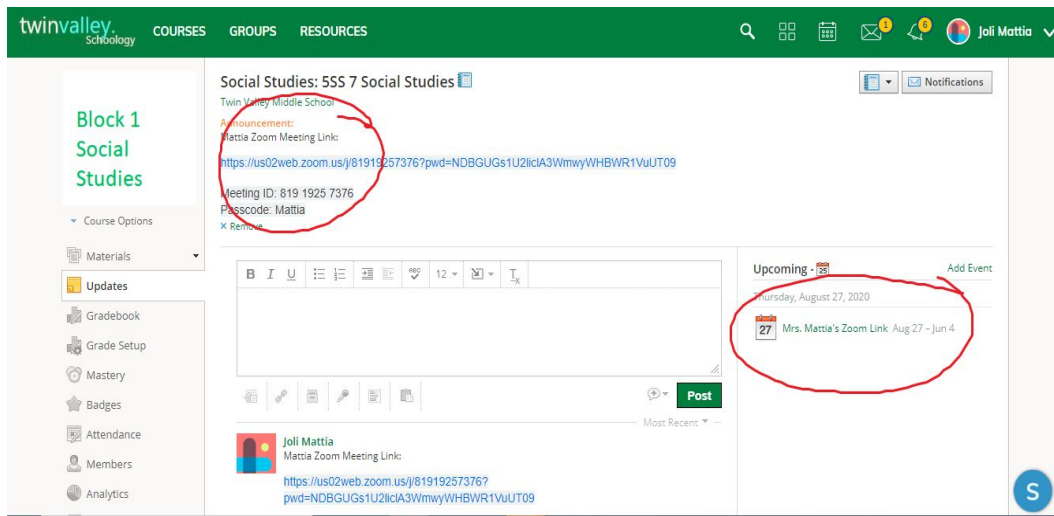 twinvalley.
Schoology
COURSES
GROUPS
RESOURCES
1
6
Joli Mattia
Block 1
Social
Studies
Course Options
Materials
Updates
Gradebook
Grade Setup
Mastery
Badges
Attendance
Members
Analytics
Social Studies: 5SS 7 Social Studies
Notifications
Twin Valley Middle School
Announcement:
Mattia Zoom Meeting Link:
https://us02web.zoom.us/j/81919257376?pwd=NDBGUGs1U2liclA3WmwyWHBWR1VuUT09
Meeting ID: 819 1925 7376
Passcode: Mattia
× Remove
B I U ABC 12 Tx
Post
Most Recent
Joli Mattia
Mattia Zoom Meeting Link:
https://us02web.zoom.us/j/81919257376?
pwd=NDBGUGs1U2liclA3WmwyWHBWR1VuUT09
Upcoming · 25
Add Event
Thursday, August 27, 2020
27 Mrs. Mattia's Zoom Link Aug 27 - Jun 4
S